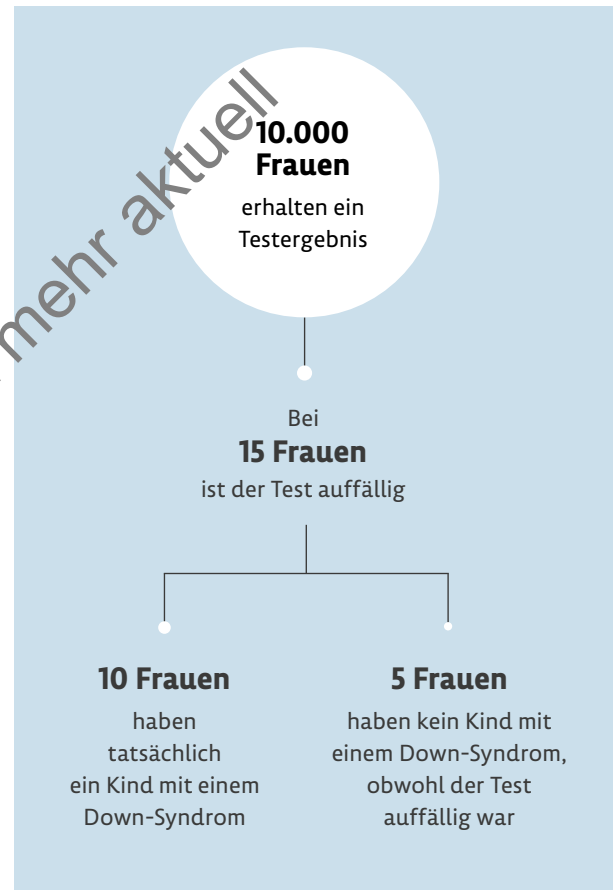 mehr aktuell
10.000
Frauen
erhalten ein
Testergebnis
Bei
15 Frauen
ist der Test auffällig
10 Frauen
haben
tatsächlich
ein Kind mit einem
Down-Syndrom
5 Frauen
haben kein Kind mit
einem Down-Syndrom,
obwohl der Test
auffällig war